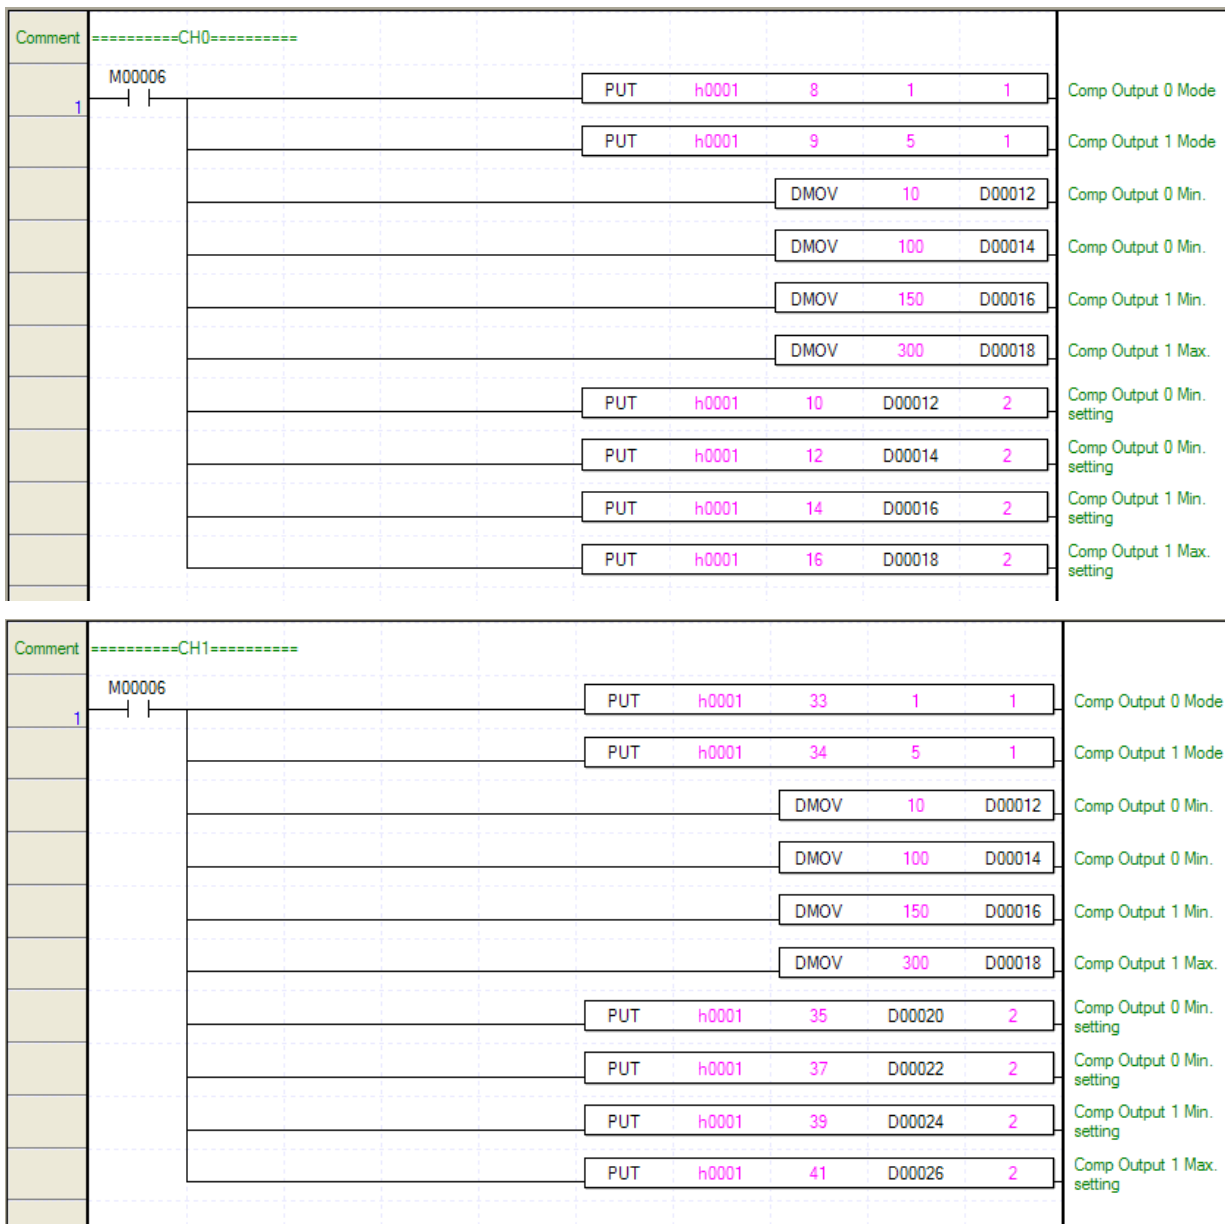 Comment ==========CH0==========
M00006
1 PUT h0001 8 1 1 Comp Output 0 Mode
PUT h0001 9 5 1 Comp Output 1 Mode
DMOV 10 D00012 Comp Output 0 Min.
DMOV 100 D00014 Comp Output 0 Min.
DMOV 150 D00016 Comp Output 1 Min.
DMOV 300 D00018 Comp Output 1 Max.
PUT h0001 10 D00012 2 Comp Output 0 Min.
setting
PUT h0001 12 D00014 2 Comp Output 0 Min.
setting
PUT h0001 14 D00016 2 Comp Output 1 Min.
setting
PUT h0001 16 D00018 2 Comp Output 1 Max.
setting
Comment ==========CH1==========
M00006
1 PUT h0001 33 1 1 Comp Output 0 Mode
PUT h0001 34 5 1 Comp Output 1 Mode
DMOV 10 D00012 Comp Output 0 Min.
DMOV 100 D00014 Comp Output 0 Min.
DMOV 150 D00016 Comp Output 1 Min.
DMOV 300 D00018 Comp Output 1 Max.
PUT h0001 35 D00020 2 Comp Output 0 Min.
setting
PUT h0001 37 D00022 2 Comp Output 0 Min.
setting
PUT h0001 39 D00024 2 Comp Output 1 Min.
setting
PUT h0001 41 D00026 2 Comp Output 1 Max.
setting